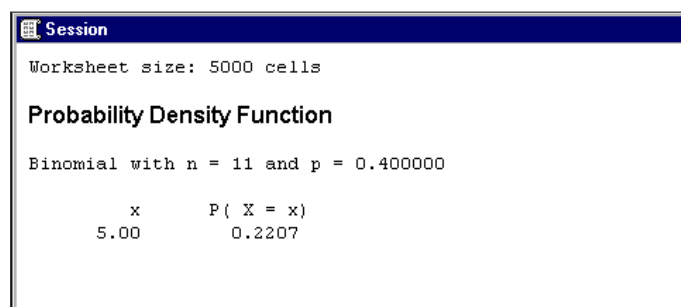 Session
Worksheet size: 5000 cells
Probability Density Function
Binomial with n = 11 and p = 0.400000
x P( X = x)
5.00 0.2207